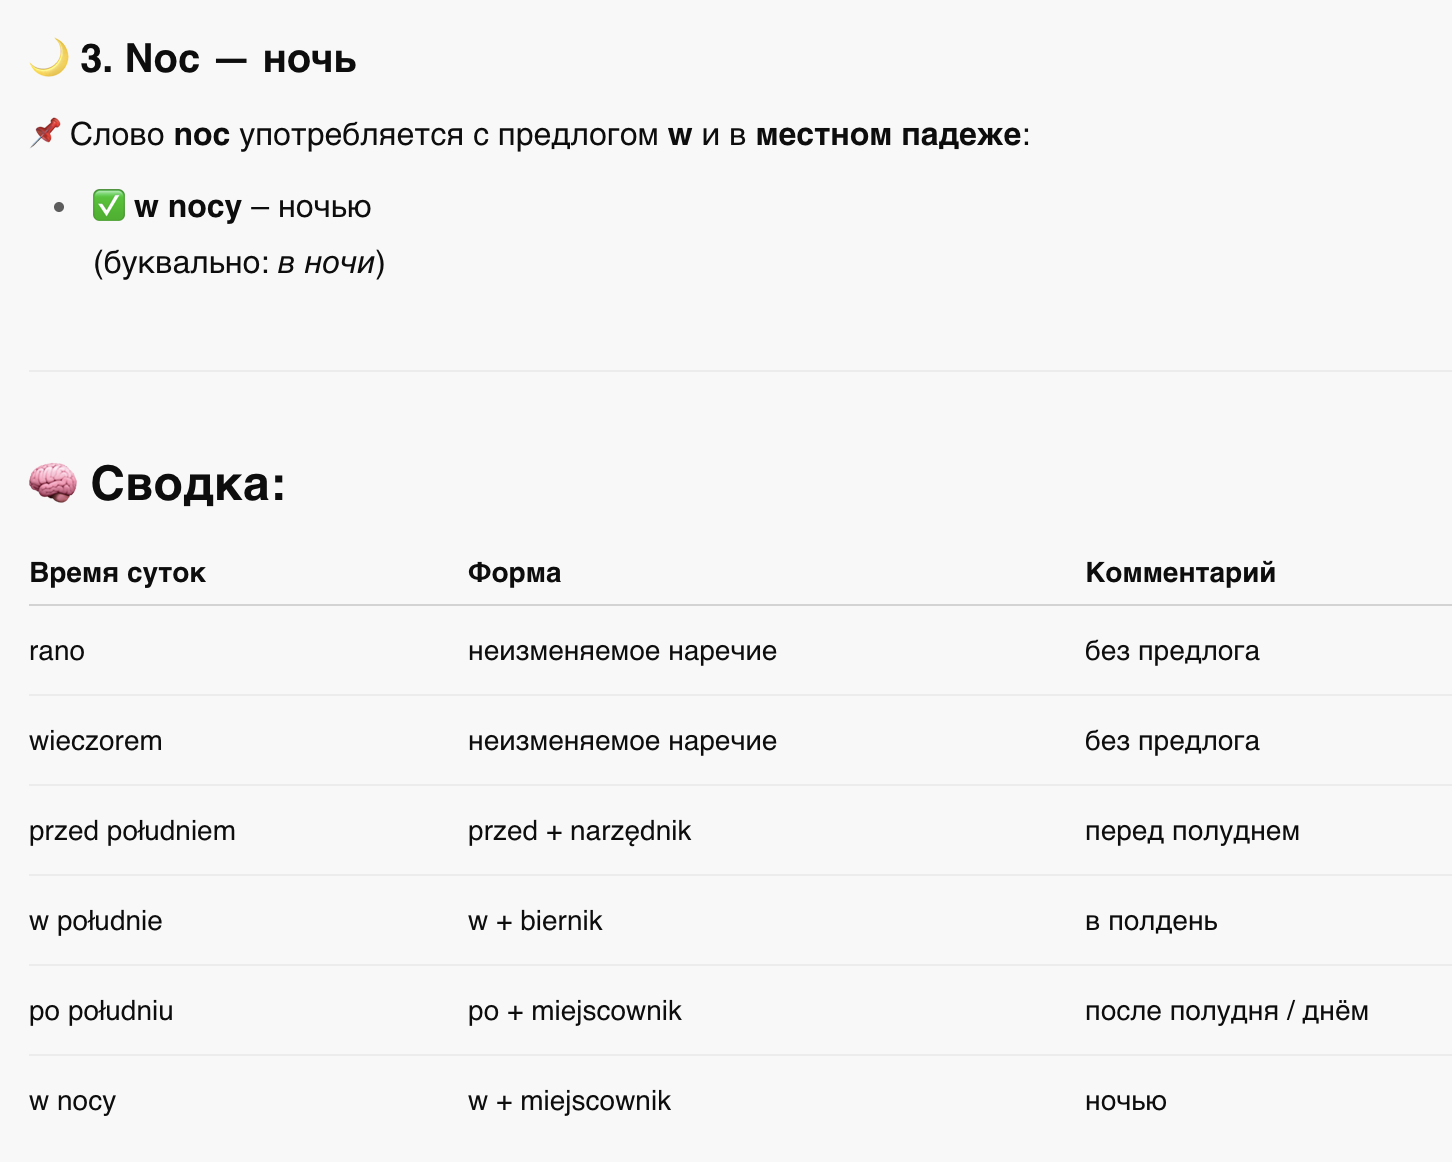 🌙 3. Noc — ночь
📌 Слово noc употребляется с предлогом w и в местном падеже:
• ✅ w nocy – ночью
(буквально: в ночи)
🧠 Сводка:
Время суток Форма Комментарий
rano неизменяемое наречие без предлога
wieczorem неизменяемое наречие без предлога
przed południem przed + narzędnik перед полуднем
w południe w + biernik в полдень
po południu po + miejscownik после полудня / днём
w nocy w + miejscownik ночью